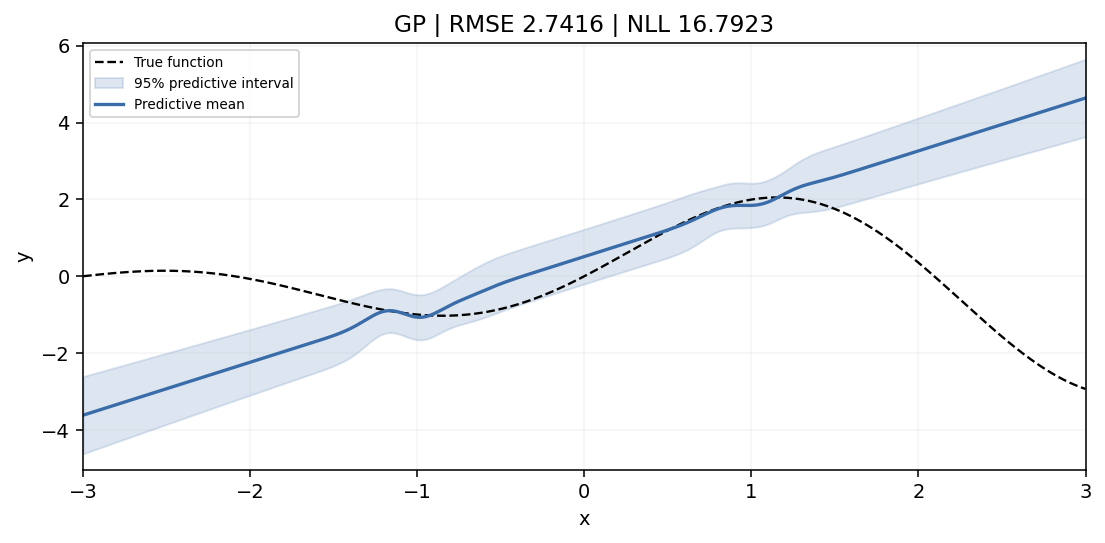 GP | RMSE 2.7416 | NLL 16.7923
True function
95% predictive interval
Predictive mean
y
6
4
2
0
−2
−4
−3 −2 −1 0 1 2 3
x